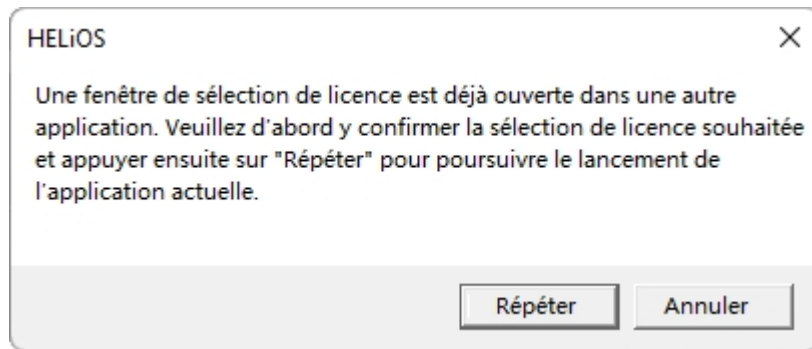 HELiOS
Une fenêtre de sélection de licence est déjà ouverte dans une autre
application. Veuillez d'abord y confirmer la sélection de licence souhaitée
et appuyer ensuite sur "Répéter" pour poursuivre le lancement de
l'application actuelle.
Répéter Annuler